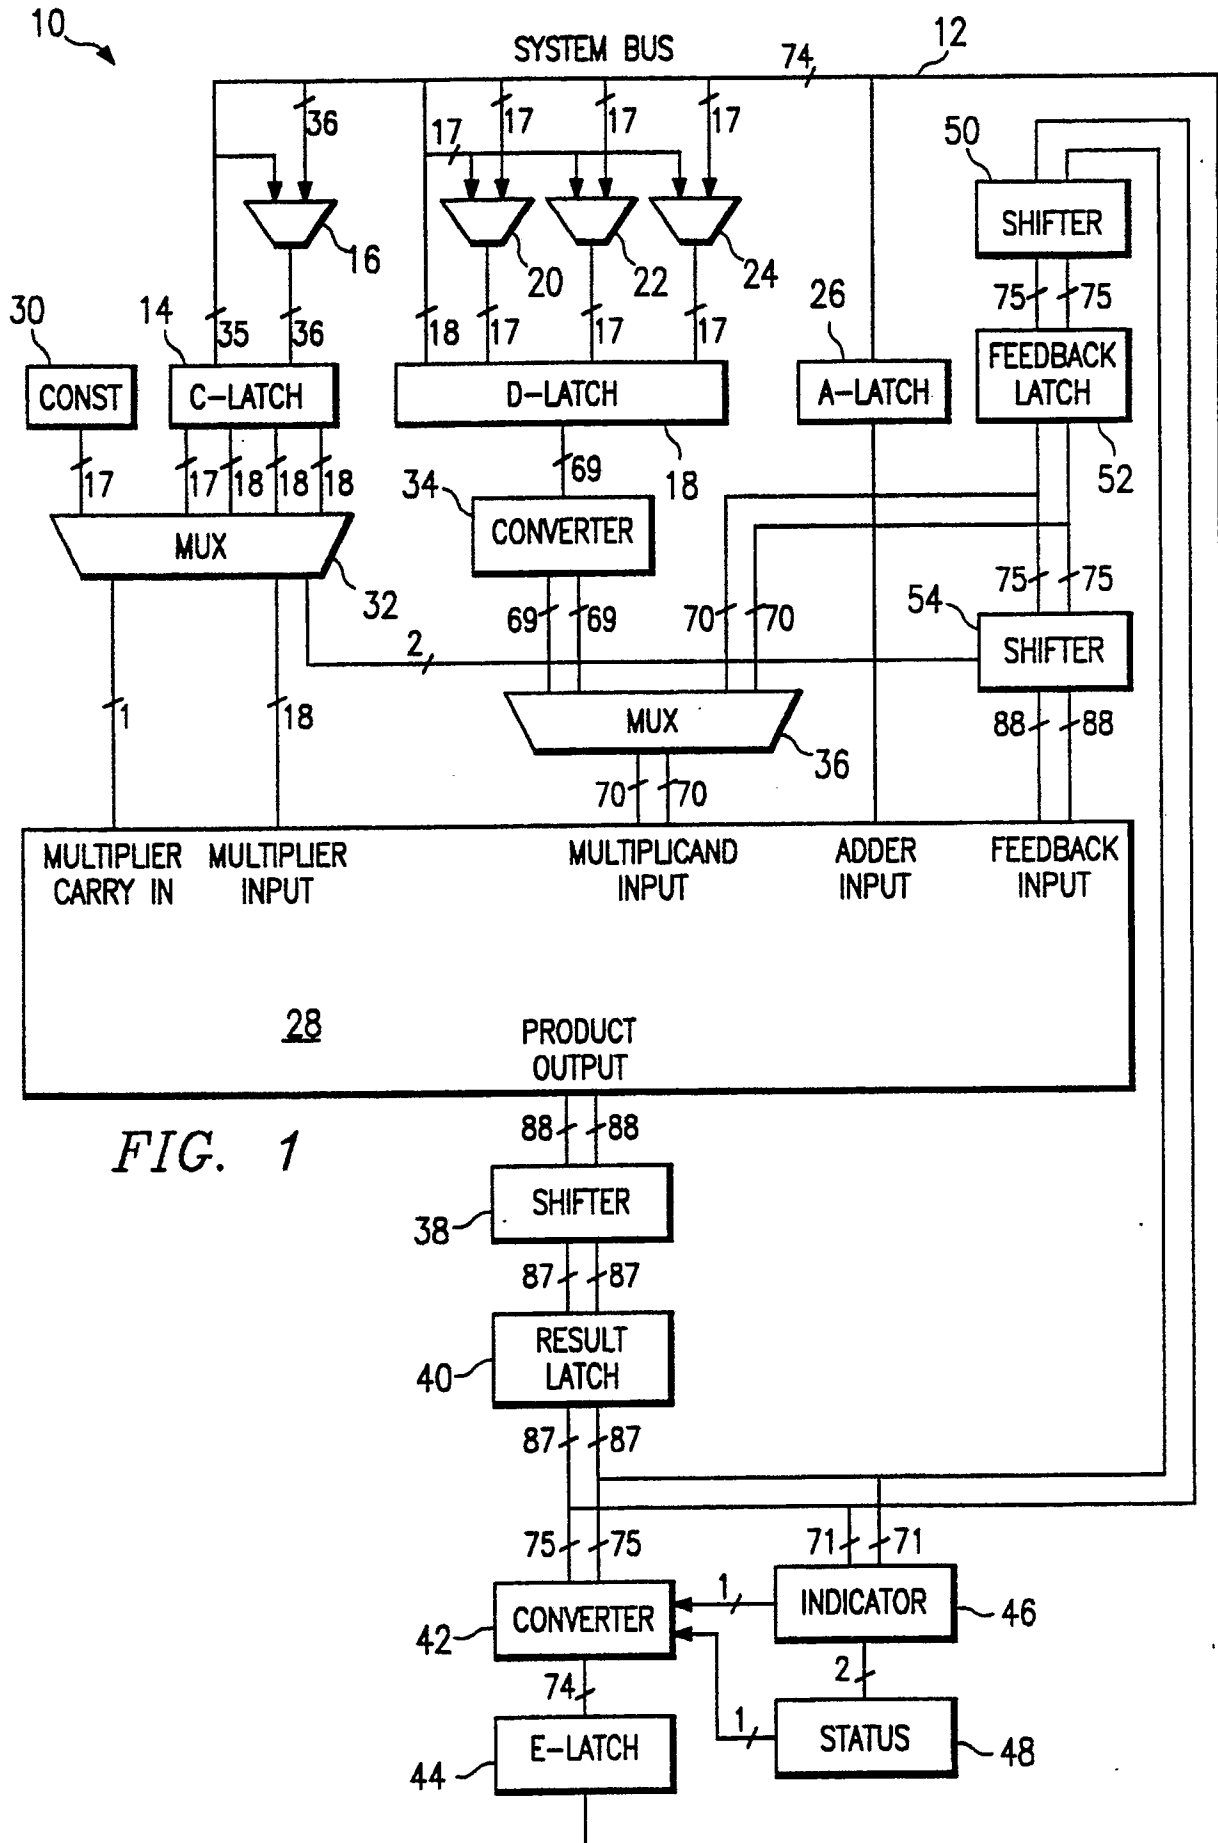 10
SYSTEM BUS
74
12
36
17
17
17
17
50
SHIFTER
16
20
22
24
75
75
30
14
35
36
18
17
17
17
26
FEEDBACK
LATCH
CONST
C-LATCH
D-LATCH
A-LATCH
52
17
17
18
18
18
69
18
34
CONVERTER
MUX
32
75
75
54
69
69
70
70
2
SHIFTER
1
18
MUX
36
88
88
70
70
MULTIPLIER
CARRY IN
MULTIPLIER
INPUT
MULTIPLICAND
INPUT
ADDER
INPUT
FEEDBACK
INPUT
28
PRODUCT
OUTPUT
88
88
FIG. 1
SHIFTER
38
87
87
RESULT
LATCH
40
87
87
75
75
71
71
CONVERTER
42
1
INDICATOR
46
74
2
1
E-LATCH
44
STATUS
48